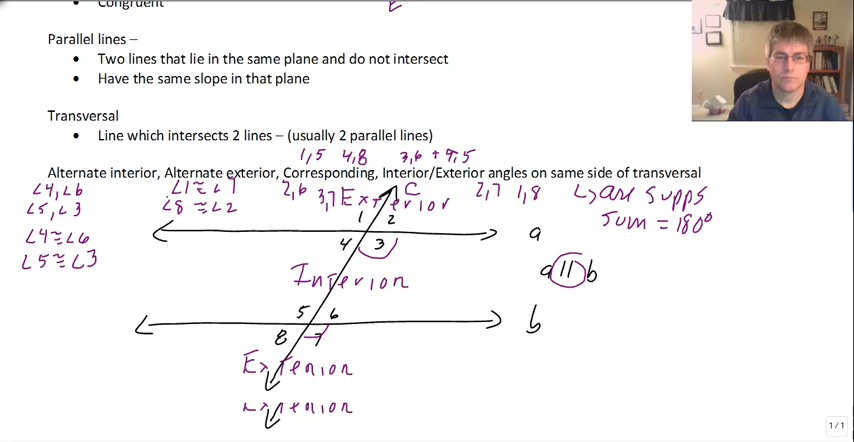 Congruent
Parallel lines –
Two lines that lie in the same plane and do not intersect
Have the same slope in that plane
Transversal
Line which intersects 2 lines – (usually 2 parallel lines)
1,5 4,8 3,6 + 4,5
Alternate interior, Alternate exterior, Corresponding, Interior/Exterior angles on same side of transversal
∠4,∠6 ∠1≅∠7 2,6 3,7 Exterior C 2,7 1,8 ∠>are supps
∠5,∠3 ∠8≅∠2 sum = 180°
1 2
∠4≅∠6 4 3 a
∠5≅∠3
Interior a || b
5 6 b
8 7
Exterior
Exterior
1 / 1